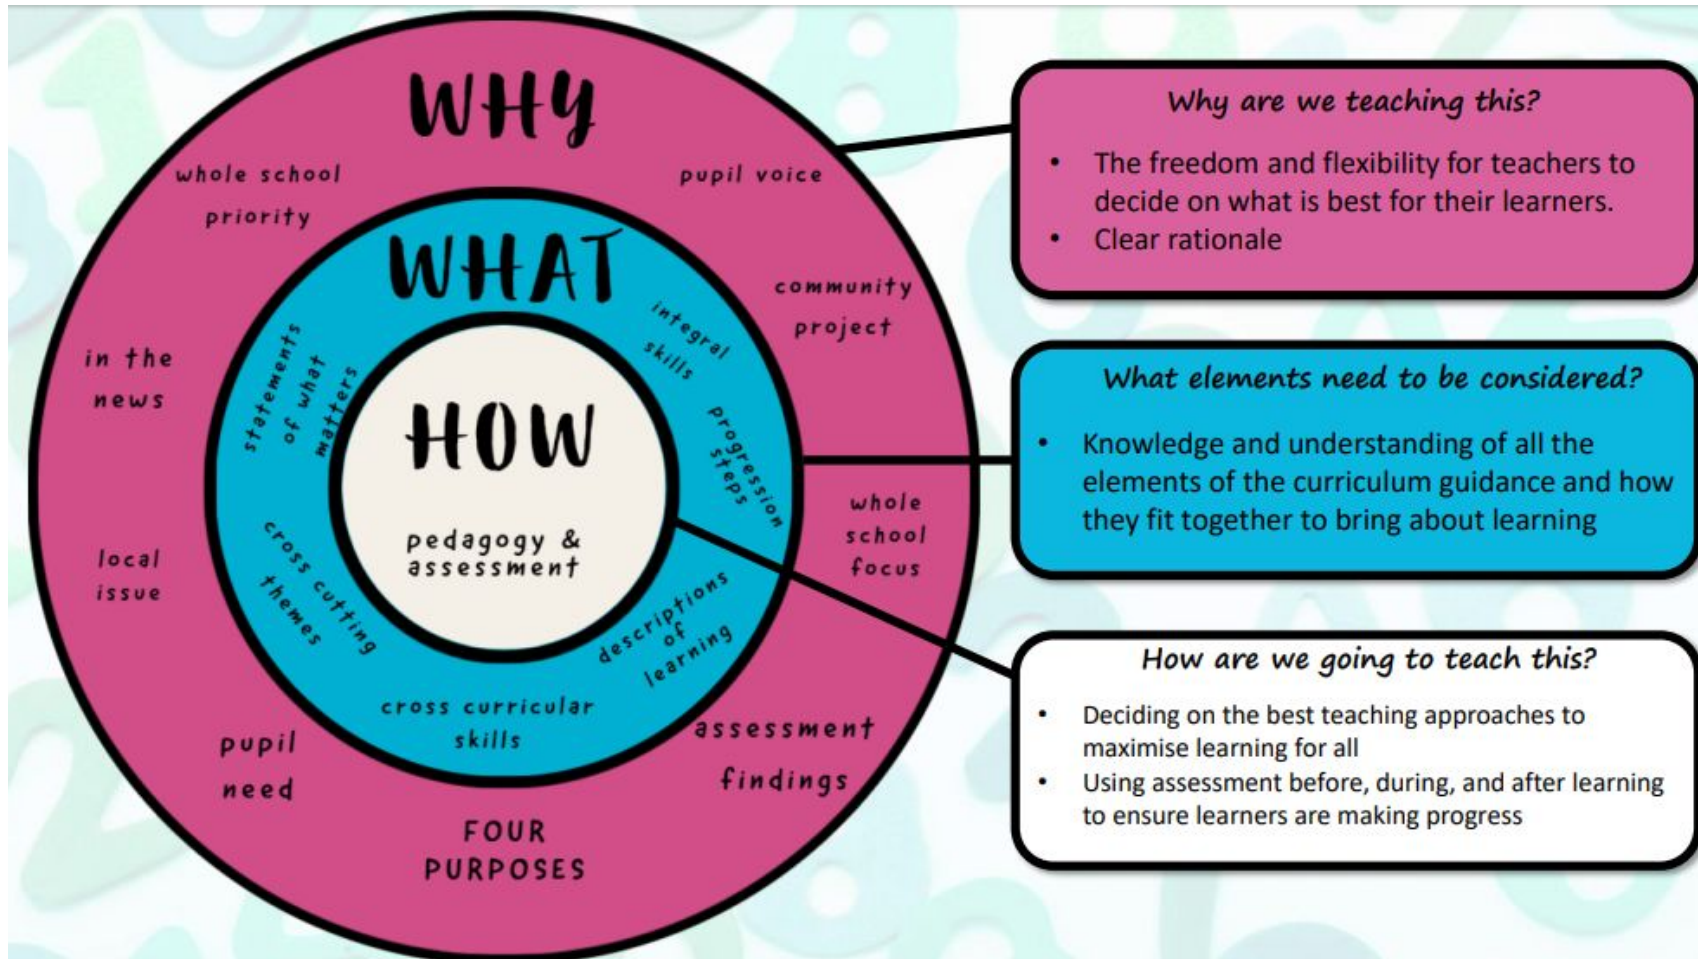 WHY
whole school
priority
pupil voice
community
project
in the
news
whole
school
focus
local
issue
pupil
need
assessment
findings
FOUR
PURPOSES
WHAT
statements
of what
matters
integral
skills
progression
steps
cross cutting
themes
descriptions
of
learning
cross curricular
skills
HOW
pedagogy &
assessment
Why are we teaching this?
• The freedom and flexibility for teachers to
decide on what is best for their learners.
• Clear rationale
What elements need to be considered?
• Knowledge and understanding of all the
elements of the curriculum guidance and how
they fit together to bring about learning
How are we going to teach this?
• Deciding on the best teaching approaches to
maximise learning for all
• Using assessment before, during, and after learning
to ensure learners are making progress